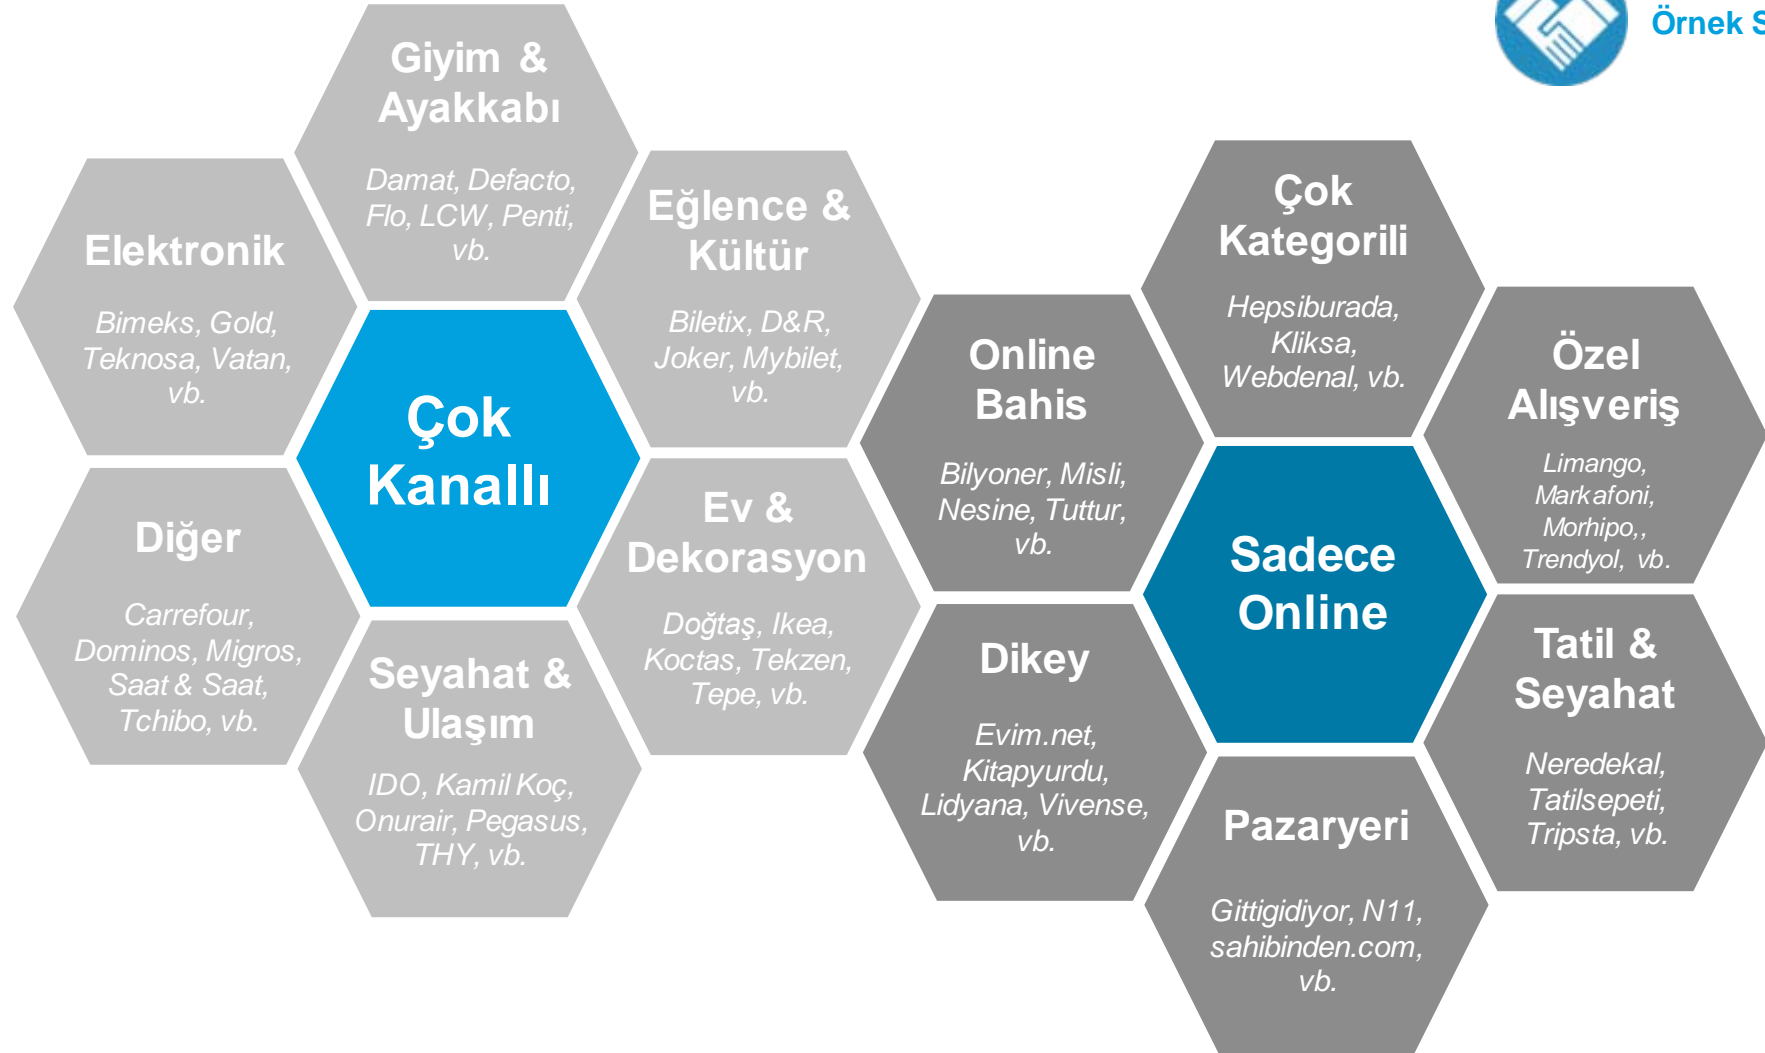 Örnek S
Giyim &
Ayakkabı
Damat, Defacto,
Flo, LCW, Penti,
vb.
Elektronik
Bimeks, Gold,
Teknosa, Vatan,
vb.
Eğlence &
Kültür
Biletix, D&R,
Joker, Mybilet,
vb.
Çok
Kanallı
Diğer
Carrefour,
Dominos, Migros,
Saat & Saat,
Tchibo, vb.
Ev &
Dekorasyon
Doğtaş, Ikea,
Koctas, Tekzen,
Tepe, vb.
Seyahat &
Ulaşım
IDO, Kamil Koç,
Onurair, Pegasus,
THY, vb.
Çok
Kategorili
Hepsiburada,
Kliksa,
Webdenal, vb.
Online
Bahis
Bilyoner, Misli,
Nesine, Tuttur,
vb.
Özel
Alışveriş
Limango,
Markafoni,
Morhipo,,
Trendyol, vb.
Sadece
Online
Dikey
Evim.net,
Kitapyurdu,
Lidyana, Vivense,
vb.
Tatil &
Seyahat
Neredekal,
Tatilsepeti,
Tripsta, vb.
Pazaryeri
Gittigidiyor, N11,
sahibinden.com,
vb.